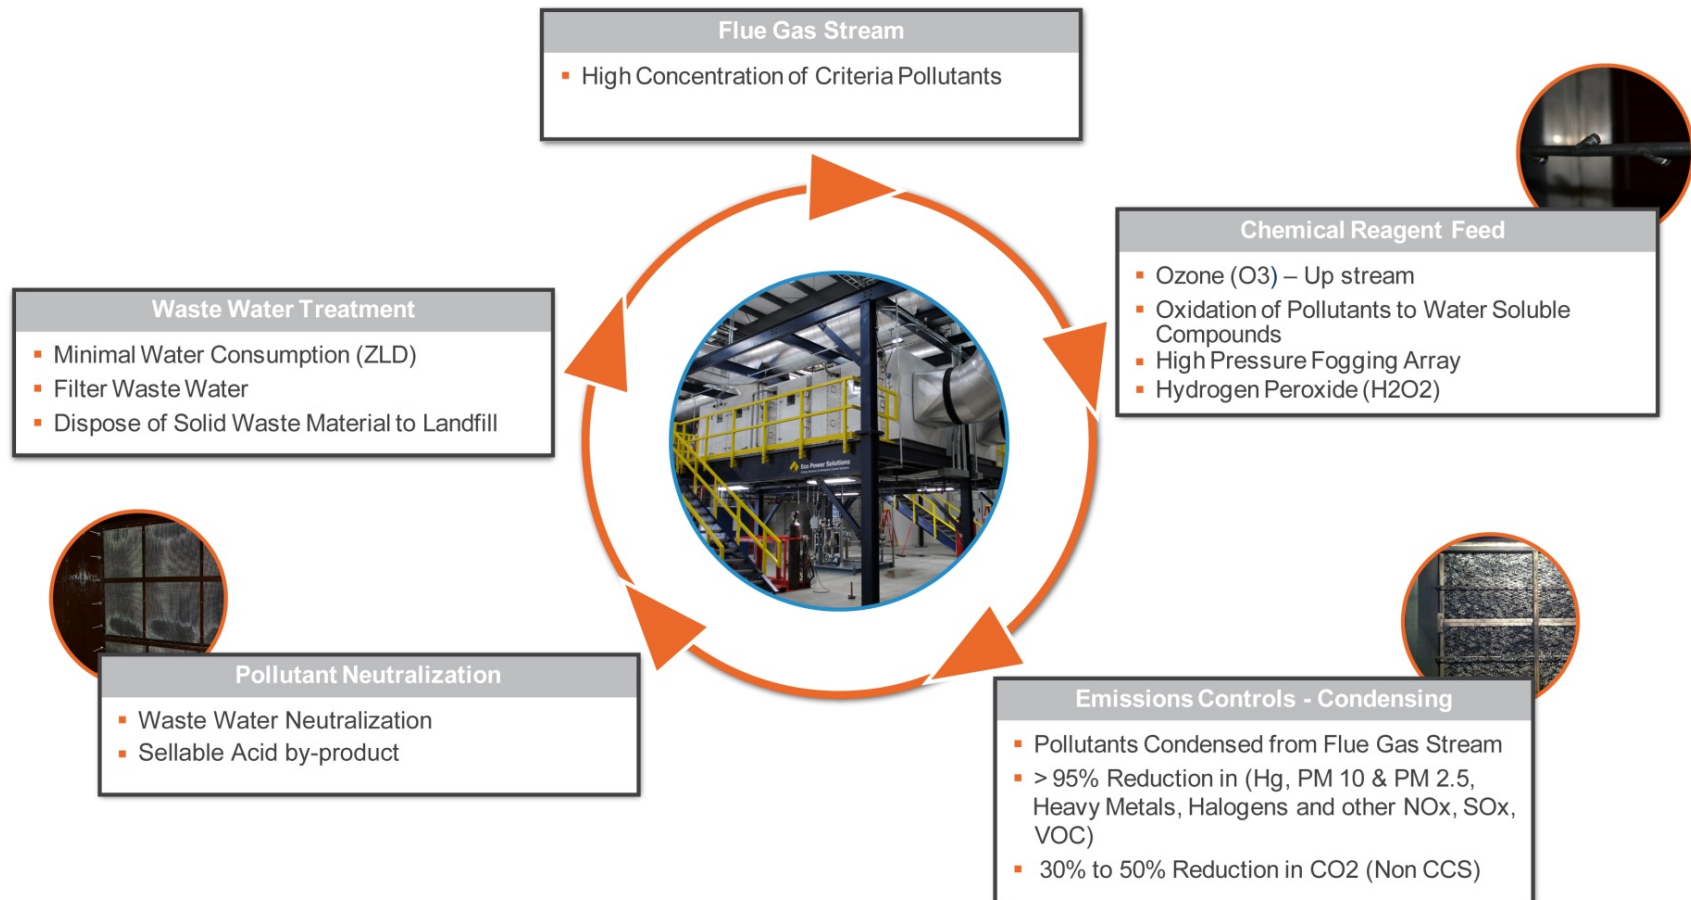 Flue Gas Stream
▪ High Concentration of Criteria Pollutants
Chemical Reagent Feed
▪ Ozone (O3) – Up stream
▪ Oxidation of Pollutants to Water Soluble
Compounds
▪ High Pressure Fogging Array
▪ Hydrogen Peroxide (H2O2)
Emissions Controls - Condensing
▪ Pollutants Condensed from Flue Gas Stream
▪ > 95% Reduction in (Hg, PM 10 & PM 2.5,
Heavy Metals, Halogens and other NOx, SOx,
VOC)
▪ 30% to 50% Reduction in CO2 (Non CCS)
Pollutant Neutralization
▪ Waste Water Neutralization
▪ Sellable Acid by-product
Waste Water Treatment
▪ Minimal Water Consumption (ZLD)
▪ Filter Waste Water
▪ Dispose of Solid Waste Material to Landfill
Eco Power Solutions